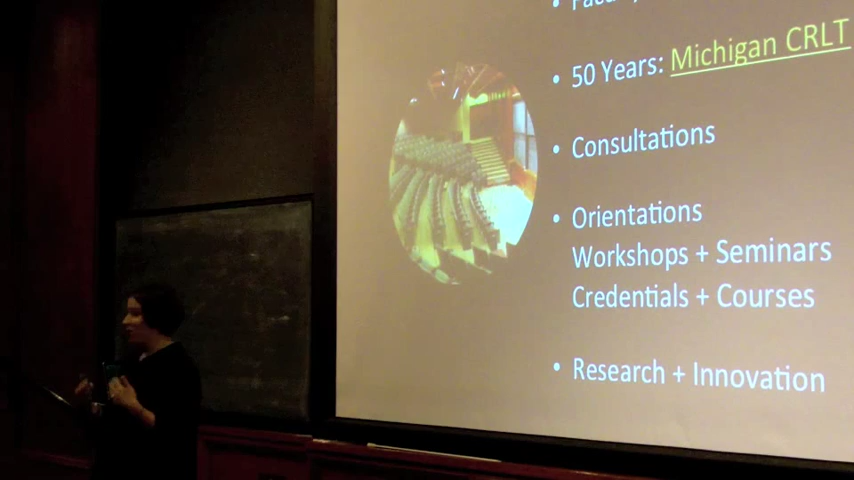 • 50 Years: Michigan CRLT
• Consultations
• Orientations
Workshops + Seminars
Credentials + Courses
• Research + Innovation